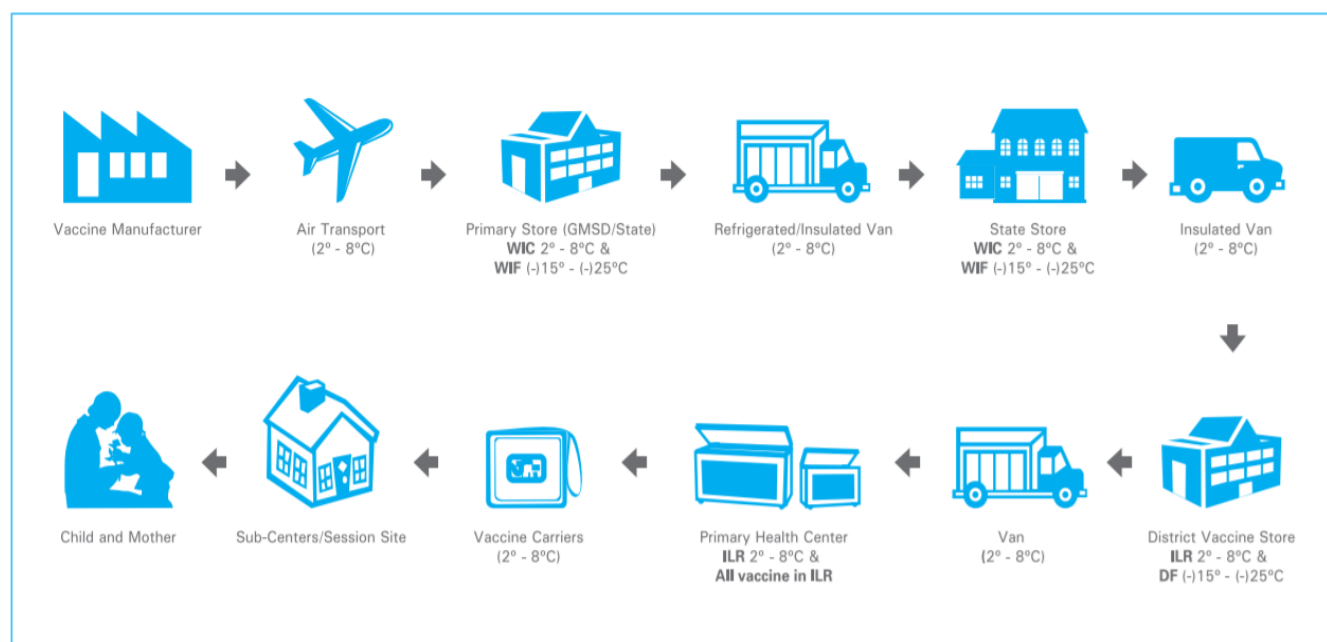 Vaccine Manufacturer
Air Transport
(2º - 8ºC)
Primary Store (GMSD/State)
WIC 2º - 8ºC &
WIF (-)15º - (-)25ºC
Refrigerated/Insulated Van
(2º - 8ºC)
State Store
WIC 2º - 8ºC &
WIF (-)15º - (-)25ºC
Insulated Van
(2º - 8ºC)
Child and Mother
Sub-Centers/Session Site
Vaccine Carriers
(2º - 8ºC)
Primary Health Center
ILR 2º - 8ºC &
All vaccine in ILR
Van
(2º - 8ºC)
District Vaccine Store
ILR 2º - 8ºC &
DF (-)15º - (-)25ºC